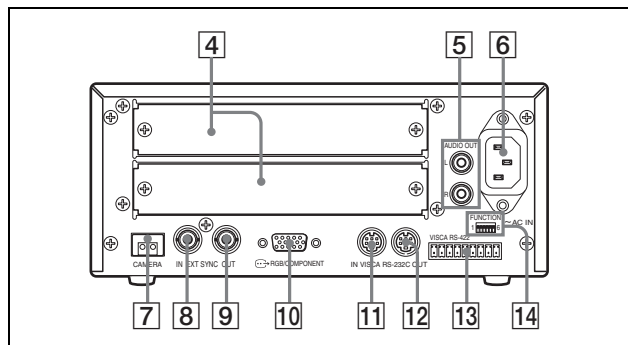 4
5
6
AUDIO OUT
L
R
FUNCTION
1 6
~AC IN
VISCA RS-422
CAMERA
IN EXT SYNC OUT
RGB/COMPONENT
IN VISCA RS-232C OUT
7
8
9
10
11
12
13
14